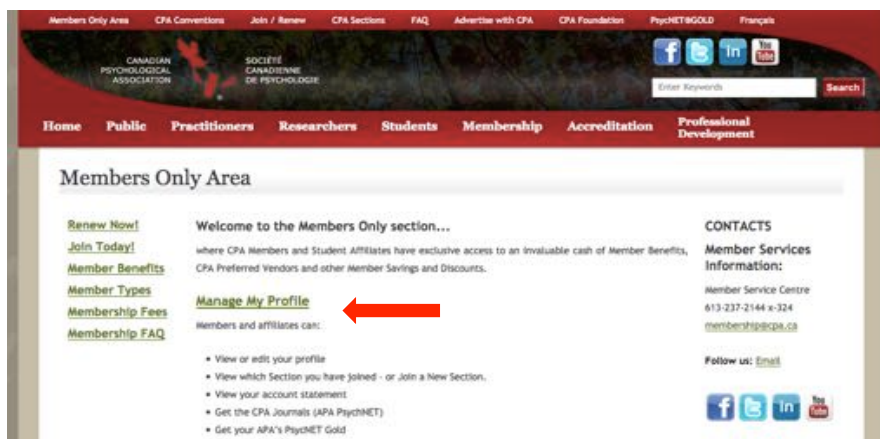 Members Only Area CPA Conventions Join / Renew CPA Sections FAQ Advertise with CPA CPA Foundation PsycNET®GOLD Français
CANADIAN
PSYCHOLOGICAL
ASSOCIATION
SOCIÉTÉ
CANADIENNE
DE PSYCHOLOGIE
f in You Tube
Enter Keywords Search
Home Public Practitioners Researchers Students Membership Accreditation Professional Development
Members Only Area
Renew Now!
Join Today!
Member Benefits
Member Types
Membership Fees
Membership FAQ
Welcome to the Members Only section...
where CPA Members and Student Affiliates have exclusive access to an invaluable cash of Member Benefits,
CPA Preferred Vendors and other Member Savings and Discounts.
Manage My Profile
Members and affiliates can:
• View or edit your profile
• View which Section you have joined - or Join a New Section.
• View your account statement
• Get the CPA Journals (APA PsychNET)
• Get your APA's PsycNET Gold
CONTACTS
Member Services
Information:
Member Service Centre
613-237-2144 x-324
membership@cpa.ca
Follow us: Email
f in You Tube